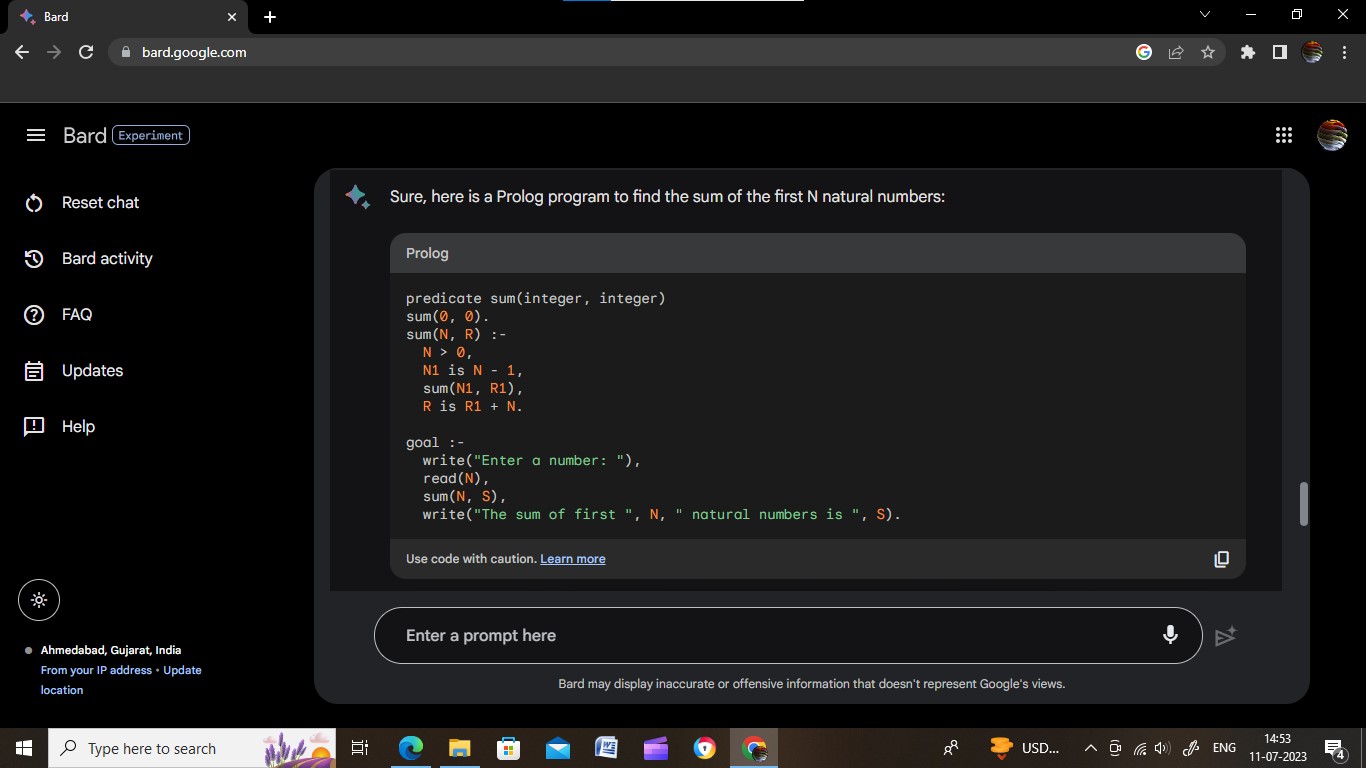 Bard
bard.google.com
Bard Experiment
Reset chat
Bard activity
FAQ
Updates
Help
Ahmedabad, Gujarat, India
From your IP address • Update
location
Sure, here is a Prolog program to find the sum of the first N natural numbers:
Prolog
predicate sum(integer, integer)
sum(0, 0).
sum(N, R) :-
  N > 0,
  N1 is N - 1,
  sum(N1, R1),
  R is R1 + N.
goal :-
  write("Enter a number: "),
  read(N),
  sum(N, S),
  write("The sum of first ", N, " natural numbers is ", S).
Use code with caution. Learn more
Enter a prompt here
Bard may display inaccurate or offensive information that doesn't represent Google's views.
Type here to search
USD...
ENG
14:53
11-07-2023
4